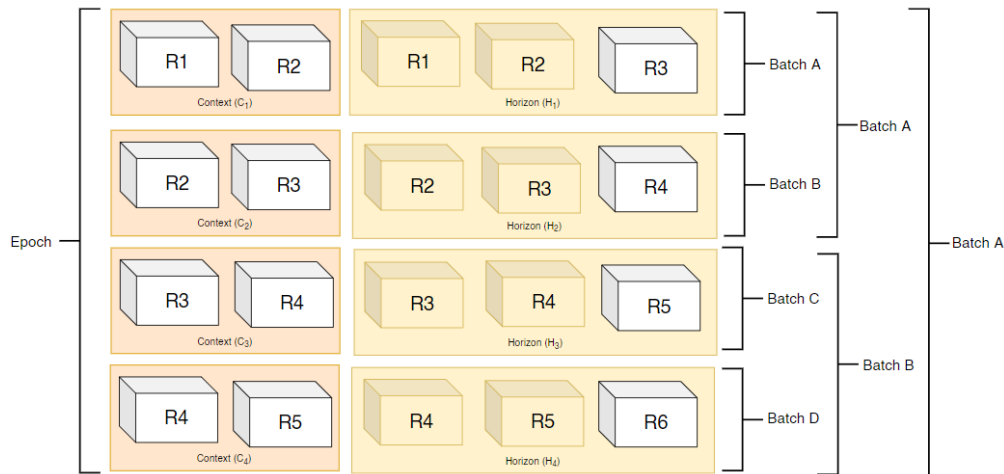 R1 R2 R1 R2 R3
Context (C₁) Horizon (H₁)
Batch A
Batch A
R2 R3 R2 R3 R4
Context (C₂) Horizon (H₂)
Batch B
Epoch
Batch A
R3 R4 R3 R4 R5
Context (C₃) Horizon (H₃)
Batch C
Batch B
R4 R5 R4 R5 R6
Context (C₄) Horizon (H₄)
Batch D